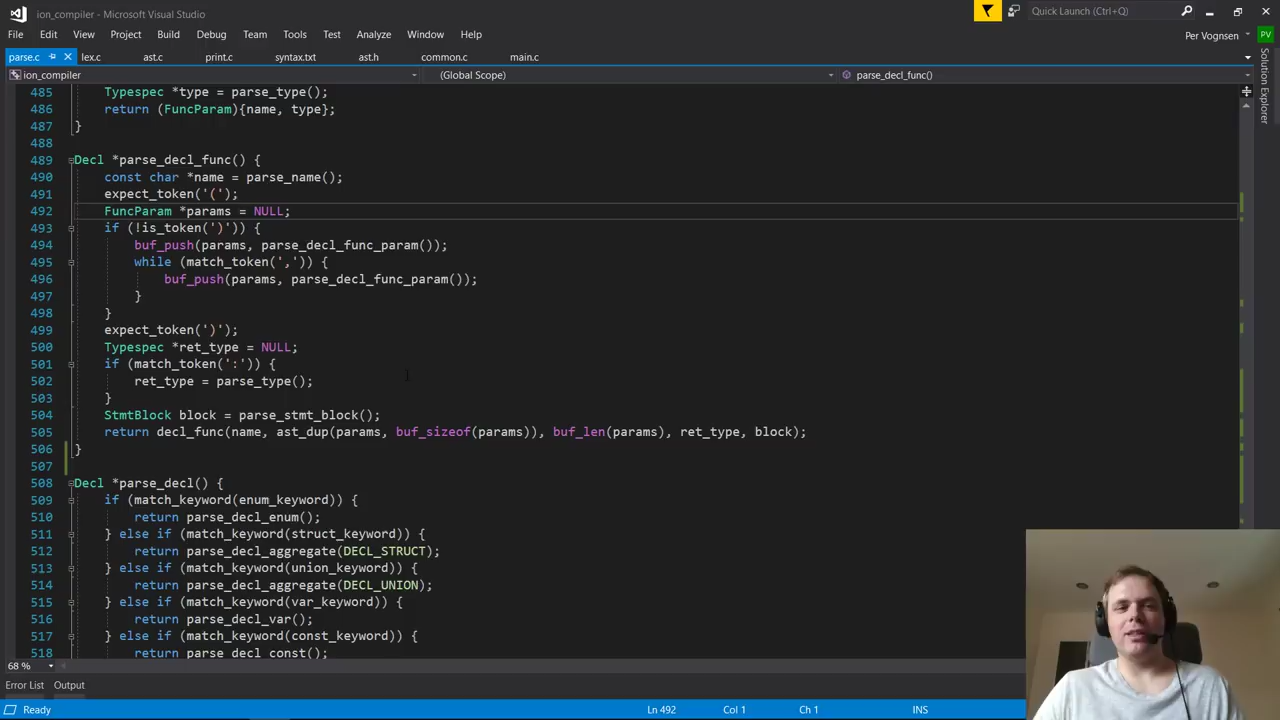 ion_compiler - Microsoft Visual Studio
Quick Launch (Ctrl+Q)
File Edit View Project Build Debug Team Tools Test Analyze Window Help
Per Vognsen PV
parse.c lex.c ast.c print.c syntax.txt ast.h common.c main.c
Solution Explorer
ion_compiler (Global Scope) parse_decl_func()
485 Typespec *type = parse_type();
486 return (FuncParam){name, type};
487 }
488
489 Decl *parse_decl_func() {
490 const char *name = parse_name();
491 expect_token('(');
492 FuncParam *params = NULL;
493 if (!is_token(')')) {
494 buf_push(params, parse_decl_func_param());
495 while (match_token(',')) {
496 buf_push(params, parse_decl_func_param());
497 }
498 }
499 expect_token(')');
500 Typespec *ret_type = NULL;
501 if (match_token(':')) {
502 ret_type = parse_type();
503 }
504 StmtBlock block = parse_stmt_block();
505 return decl_func(name, ast_dup(params, buf_sizeof(params)), buf_len(params), ret_type, block);
506 }
507
508 Decl *parse_decl() {
509 if (match_keyword(enum_keyword)) {
510 return parse_decl_enum();
511 } else if (match_keyword(struct_keyword)) {
512 return parse_decl_aggregate(DECL_STRUCT);
513 } else if (match_keyword(union_keyword)) {
514 return parse_decl_aggregate(DECL_UNION);
515 } else if (match_keyword(var_keyword)) {
516 return parse_decl_var();
517 } else if (match_keyword(const_keyword)) {
518 return parse_decl_const();
68 %
Error List Output
Ready Ln 492 Col 1 Ch 1 INS